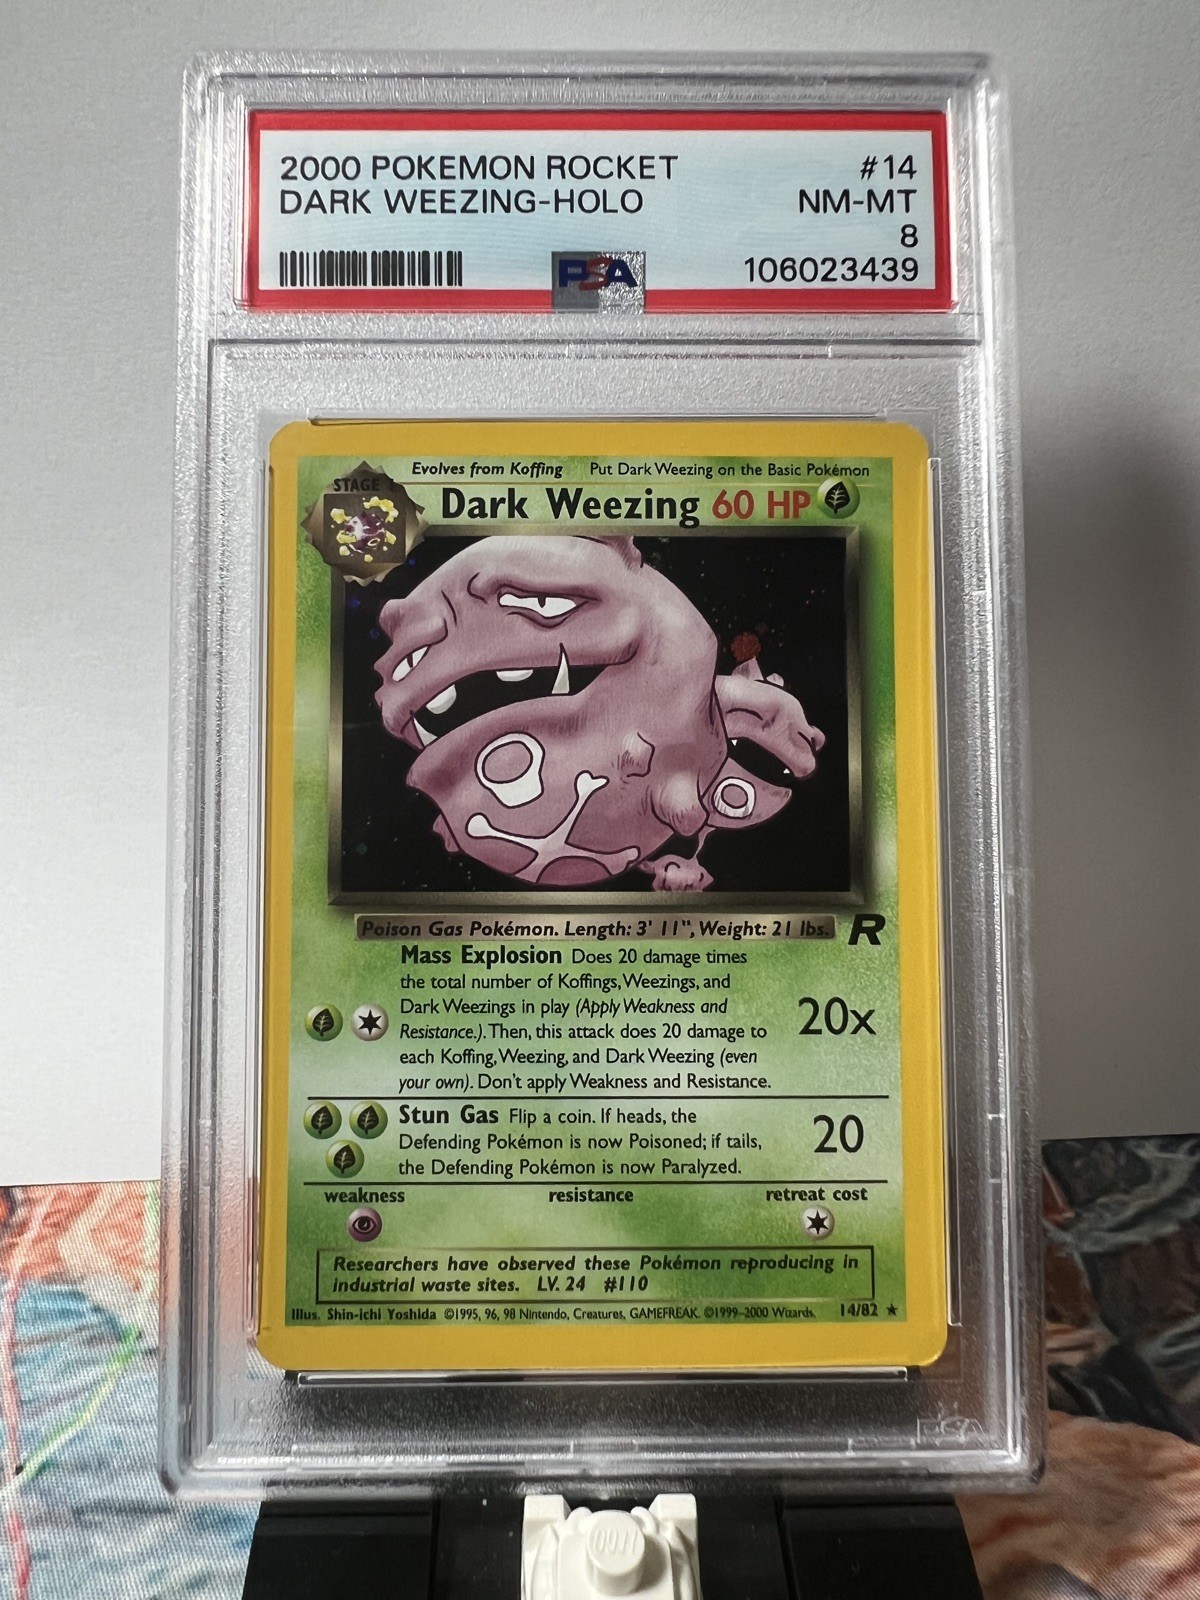 2000 POKEMON ROCKET #14
DARK WEEZING-HOLO NM-MT
8
PSA 106023439
Evolves from Koffing Put Dark Weezing on the Basic Pokémon
STAGE 1
Dark Weezing 60 HP
Poison Gas Pokémon. Length: 3' 11", Weight: 21 lbs. R
Mass Explosion Does 20 damage times
the total number of Koffings, Weezings, and
Dark Weezings in play (Apply Weakness and
Resistance.). Then, this attack does 20 damage to
each Koffing, Weezing, and Dark Weezing (even
your own). Don't apply Weakness and Resistance.
20x
Stun Gas Flip a coin. If heads, the
Defending Pokémon is now Poisoned; if tails,
the Defending Pokémon is now Paralyzed.
20
weakness resistance retreat cost
Researchers have observed these Pokémon reproducing in
industrial waste sites. LV. 24 #110
Illus. Shin-ichi Yoshida ©1995, 96, 98 Nintendo, Creatures, GAMEFREAK. ©1999-2000 Wizards. 14/82 ★
PSA
LEGO